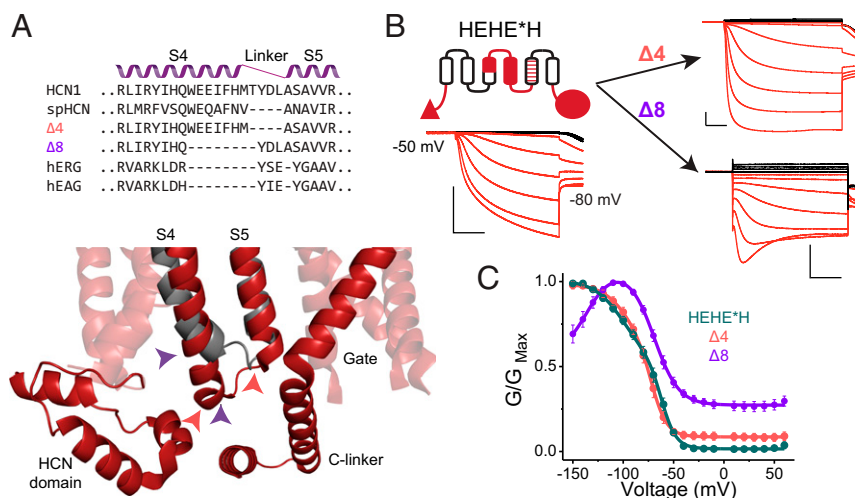 A
S4 Linker S5
HCN1 ..RLIRYIHQWEEIFHMTYDLASAVVR..
spHCN ..RLMRFVSQWEQAFNV----ANAVIR..
Δ4 ..RLIRYIHQWEEIFHM----ASAVVR..
Δ8 ..RLIRYIHQ--------YDLASAVVR..
hERG ..RVARKLDR--------YSE-YGAAV..
hEAG ..RVARKLDH--------YIE-YGAAV..
S4 S5
Gate
HCN domain
C-linker
B
HEHE*H
Δ4
Δ8
-50 mV
-80 mV
C
HEHE*H
Δ4
Δ8
G/G Max
1.0
0.5
0.0
-150 -100 -50 0 50
Voltage (mV)